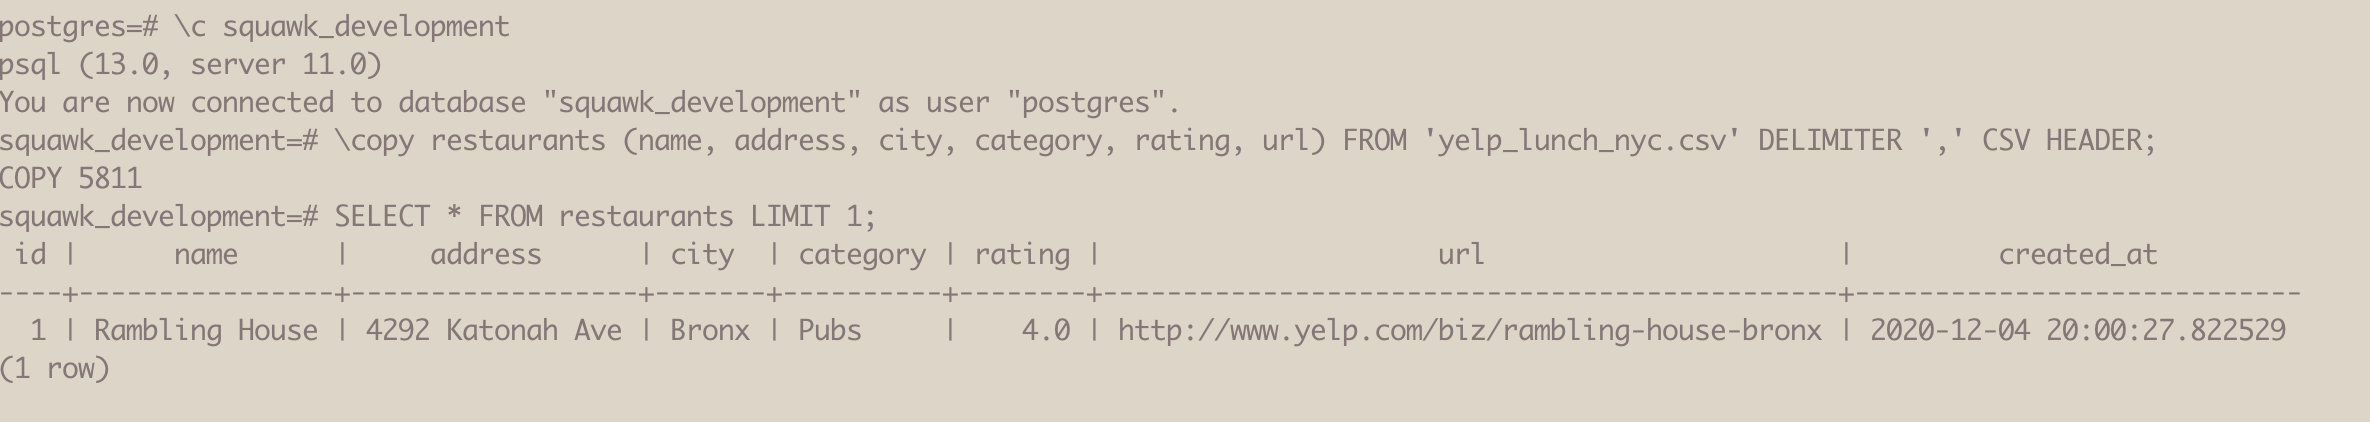 postgres=# \c squawk_development
psql (13.0, server 11.0)
You are now connected to database "squawk_development" as user "postgres".
squawk_development=# \copy restaurants (name, address, city, category, rating, url) FROM 'yelp_lunch_nyc.csv' DELIMITER ',' CSV HEADER;
COPY 5811
squawk_development=# SELECT * FROM restaurants LIMIT 1;
 id |      name      |     address      | city  | category | rating |                     url                      |         created_at
----+----------------+------------------+-------+----------+--------+----------------------------------------------+----------------------------
  1 | Rambling House | 4292 Katonah Ave | Bronx | Pubs     |    4.0 | http://www.yelp.com/biz/rambling-house-bronx | 2020-12-04 20:00:27.822529
(1 row)